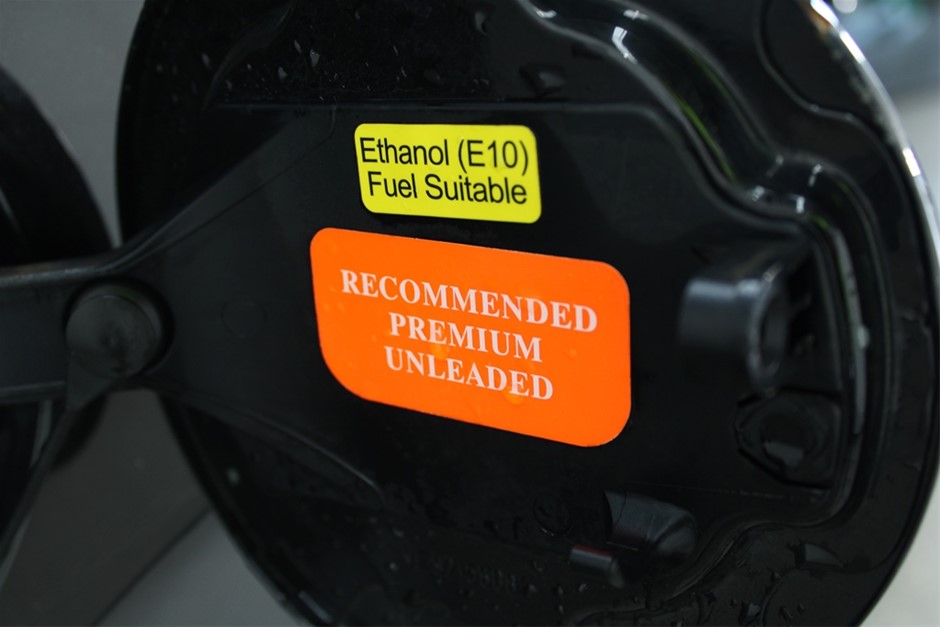 Ethanol (E10)
Fuel Suitable
RECOMMENDED
PREMIUM
UNLEADED